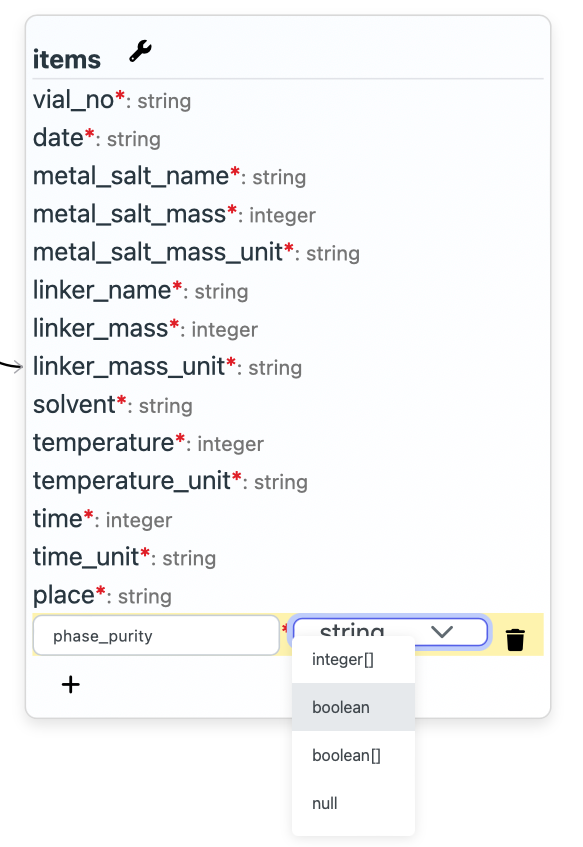 items
vial_no*: string
date*: string
metal_salt_name*: string
metal_salt_mass*: integer
metal_salt_mass_unit*: string
linker_name*: string
linker_mass*: integer
linker_mass_unit*: string
solvent*: string
temperature*: integer
temperature_unit*: string
time*: integer
time_unit*: string
place*: string
phase_purity * string
integer[]
boolean
boolean[]
null